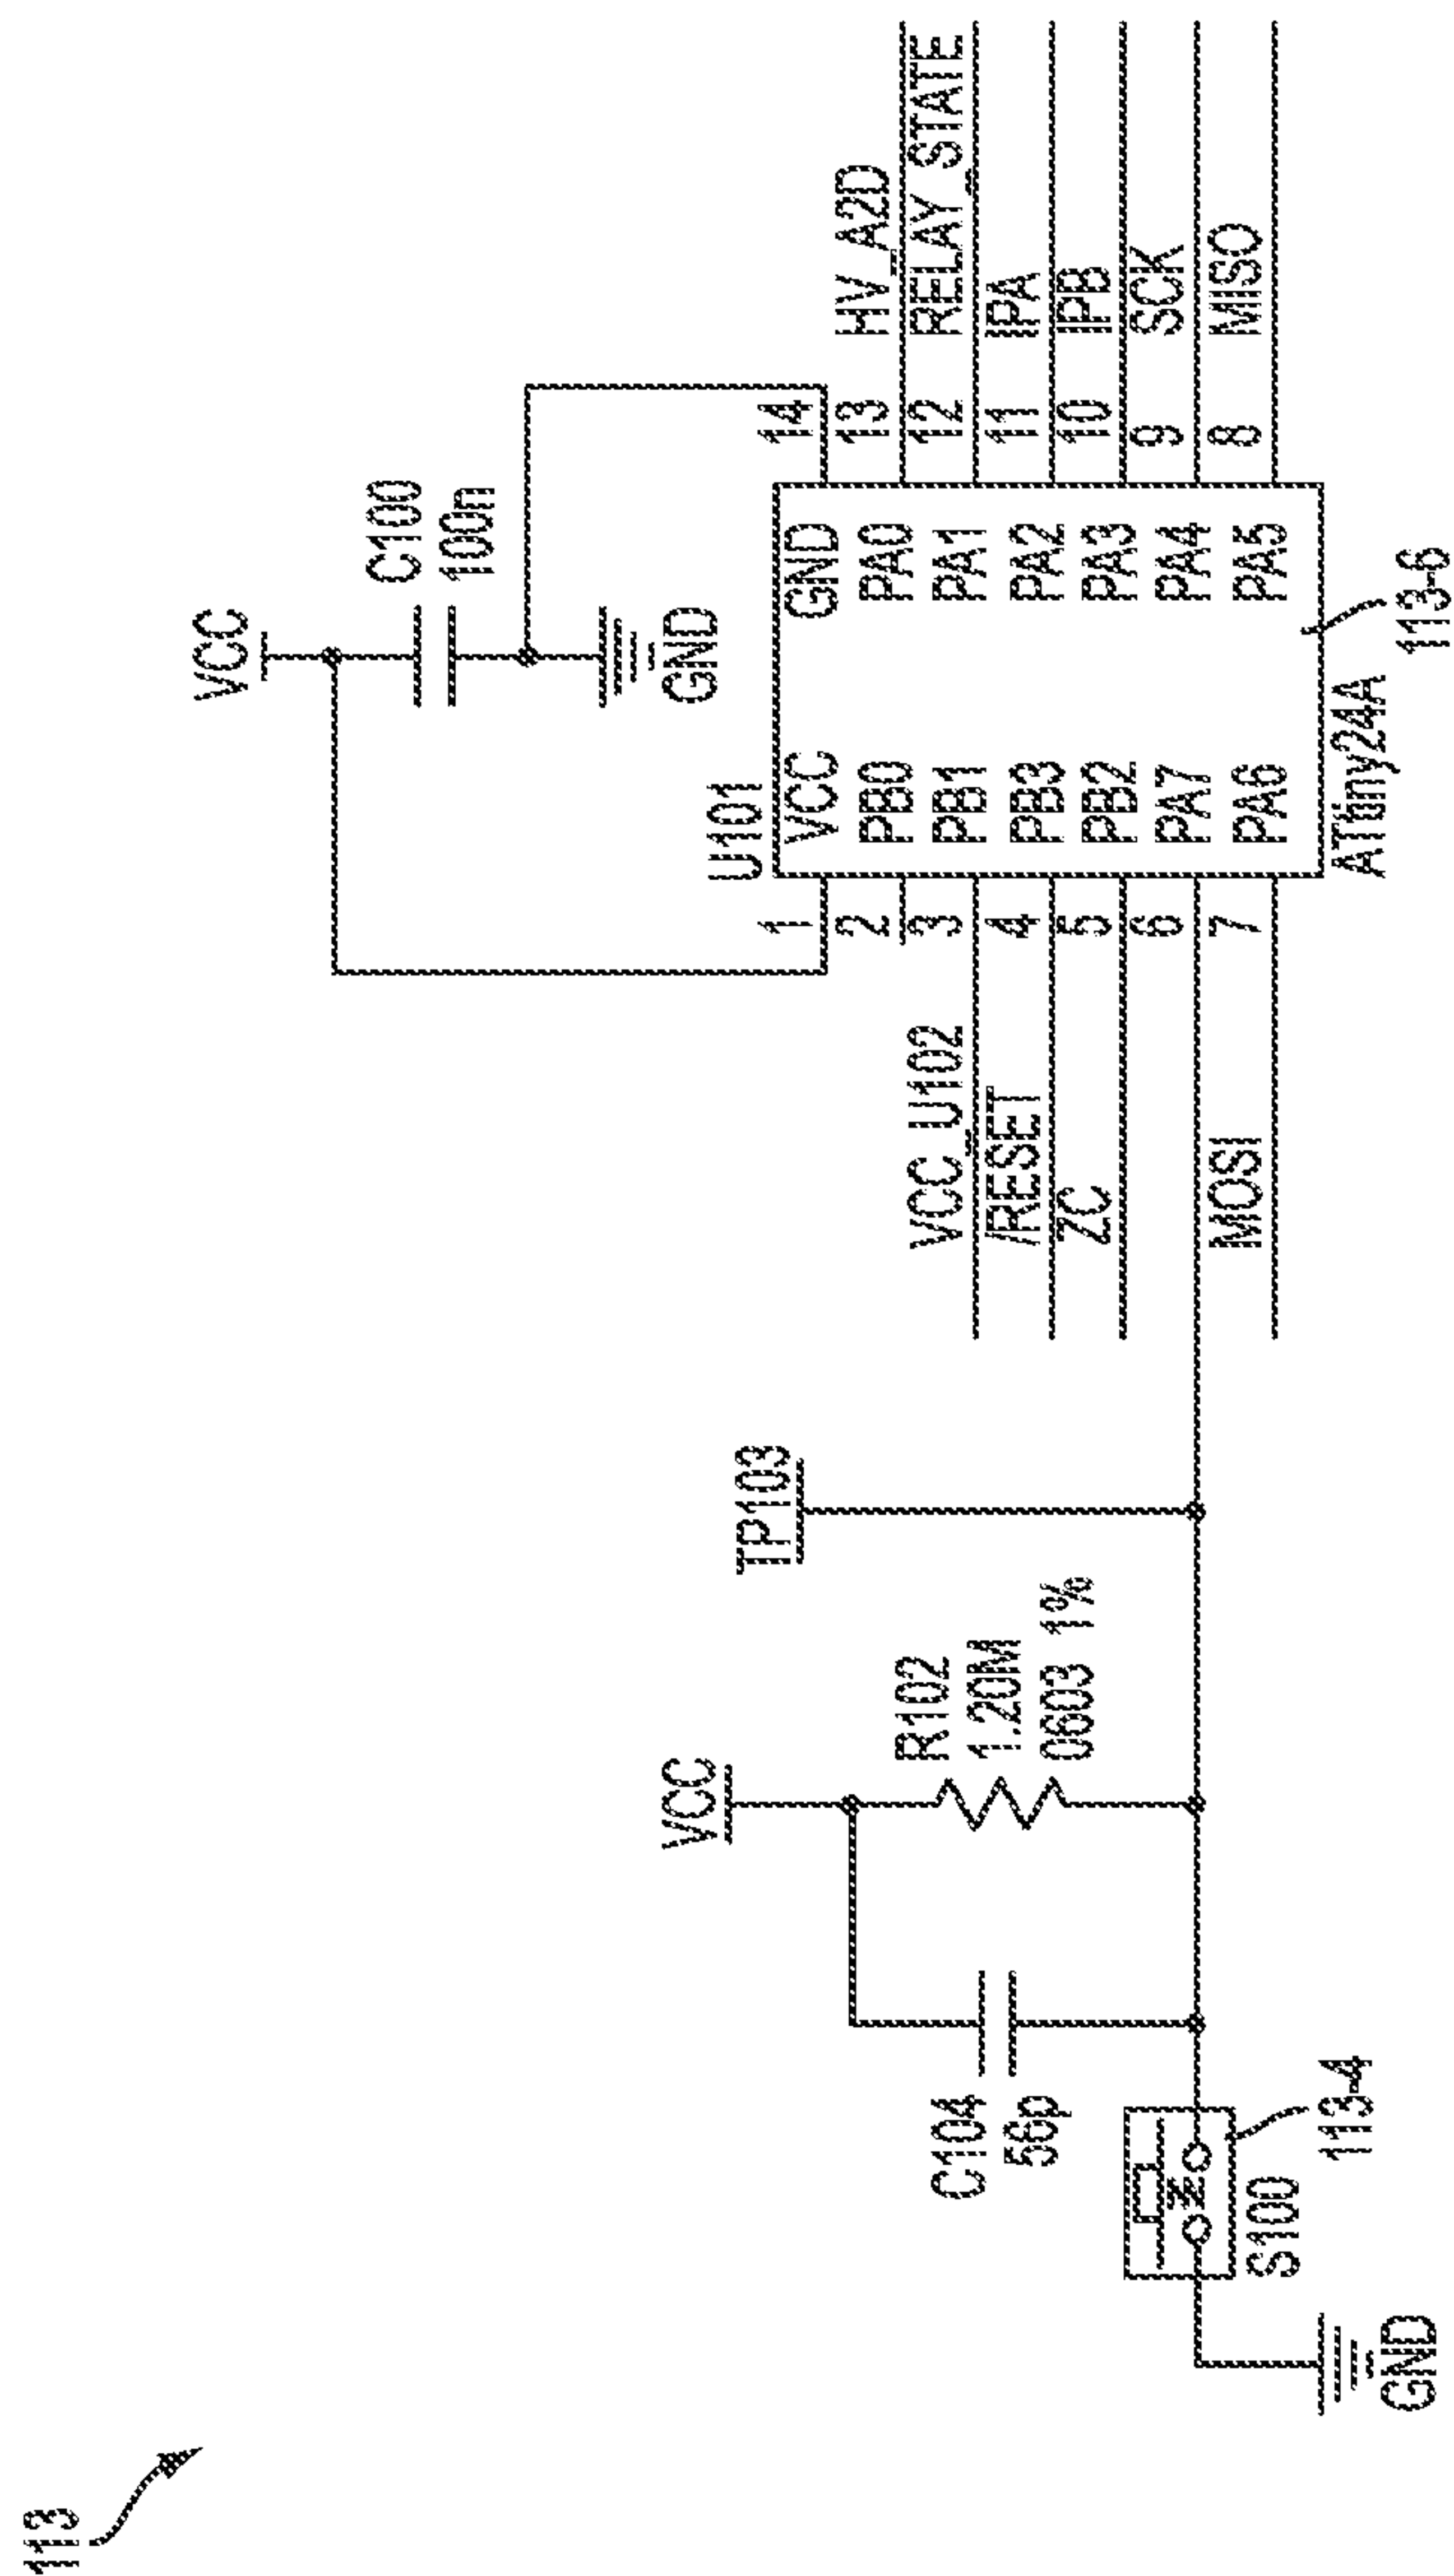 113
VCC
C100
100n
GND
U101
1
VCC
GND
14
2
PB0
PA0
13
HV_A2D
VCC_U102
3
PB1
PA1
12
RELAY_STATE
/RESET
4
PB3
PA2
11
IPA
ZC
5
PB2
PA3
10
IPB
6
PA7
PA4
9
SCK
MOSI
7
PA6
PA5
8
MISO
ATtiny24A
113-6
TP103
VCC
R102
1.20M
0603 1%
C104
56p
S100
113-4
GND